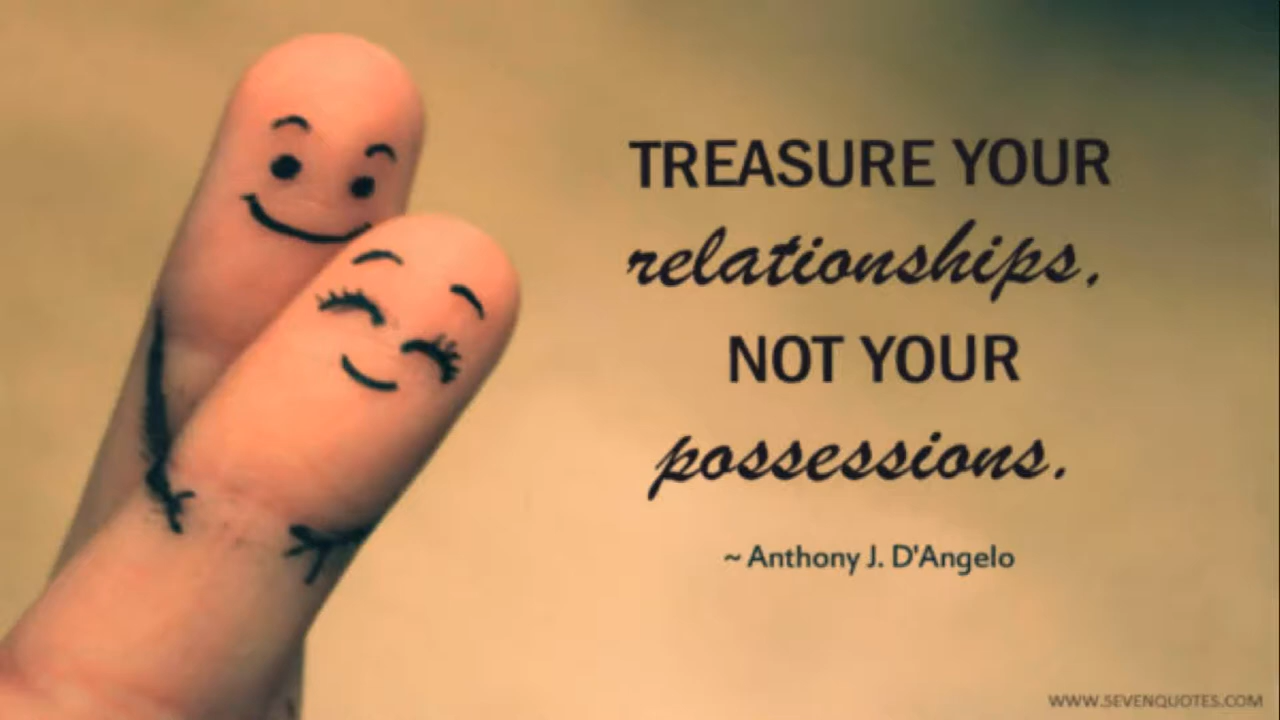 TREASURE YOUR
relationships.
NOT YOUR
possessions.
~ Anthony J. D'Angelo
WWW.SEVENQUOTES.COM